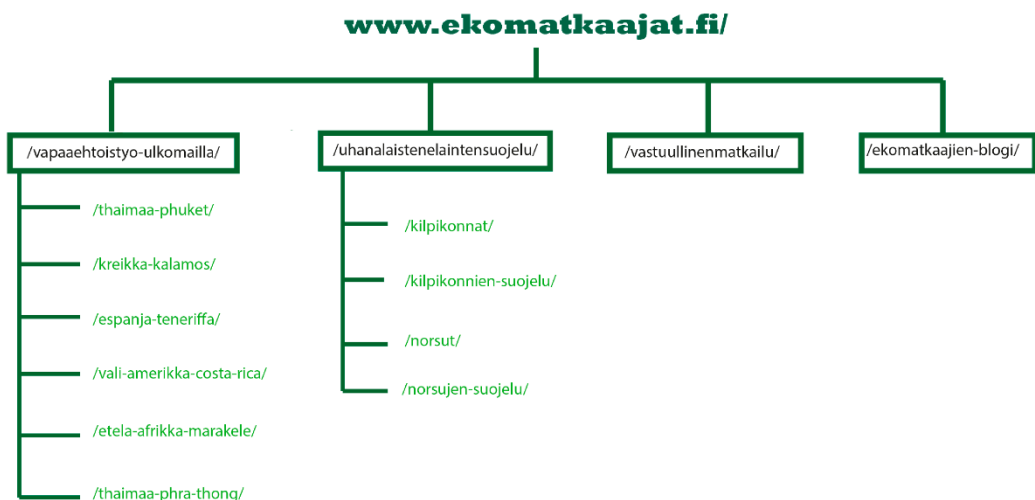 www.ekomatkaajat.fi/
/vapaaehtoistyo-ulkomailla/
/thaimaa-phuket/
/kreikka-kalamos/
/espanja-teneriffa/
/vali-amerikka-costa-rica/
/etela-afrikka-marakele/
/thaimaa-phra-thong/
/uhanalaistenelaintensuojelu/
/kilpikonnat/
/kilpikonnien-suojelu/
/norsut/
/norsujen-suojelu/
/vastuullinenmatkailu/
/ekomatkaajien-blogi/